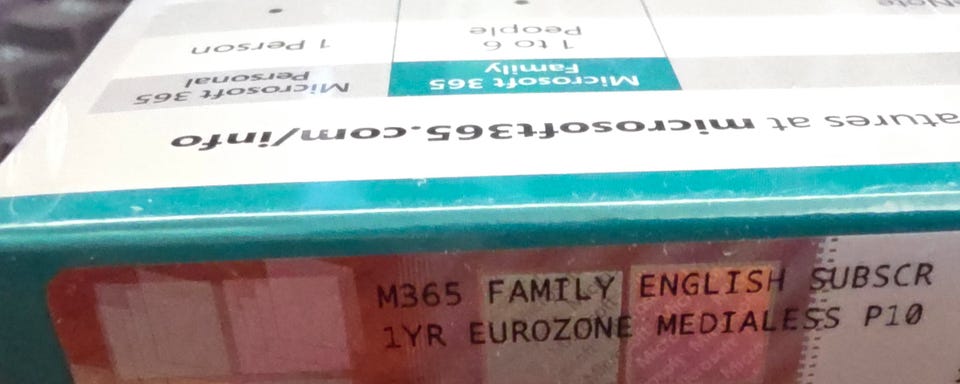 atures at microsoft365.com/info
Microsoft 365 Family
Microsoft 365 Personal
1 to 6 People
1 Person
Note
M365 FAMILY ENGLISH SUBSCR
1YR EUROZONE MEDIALESS P10